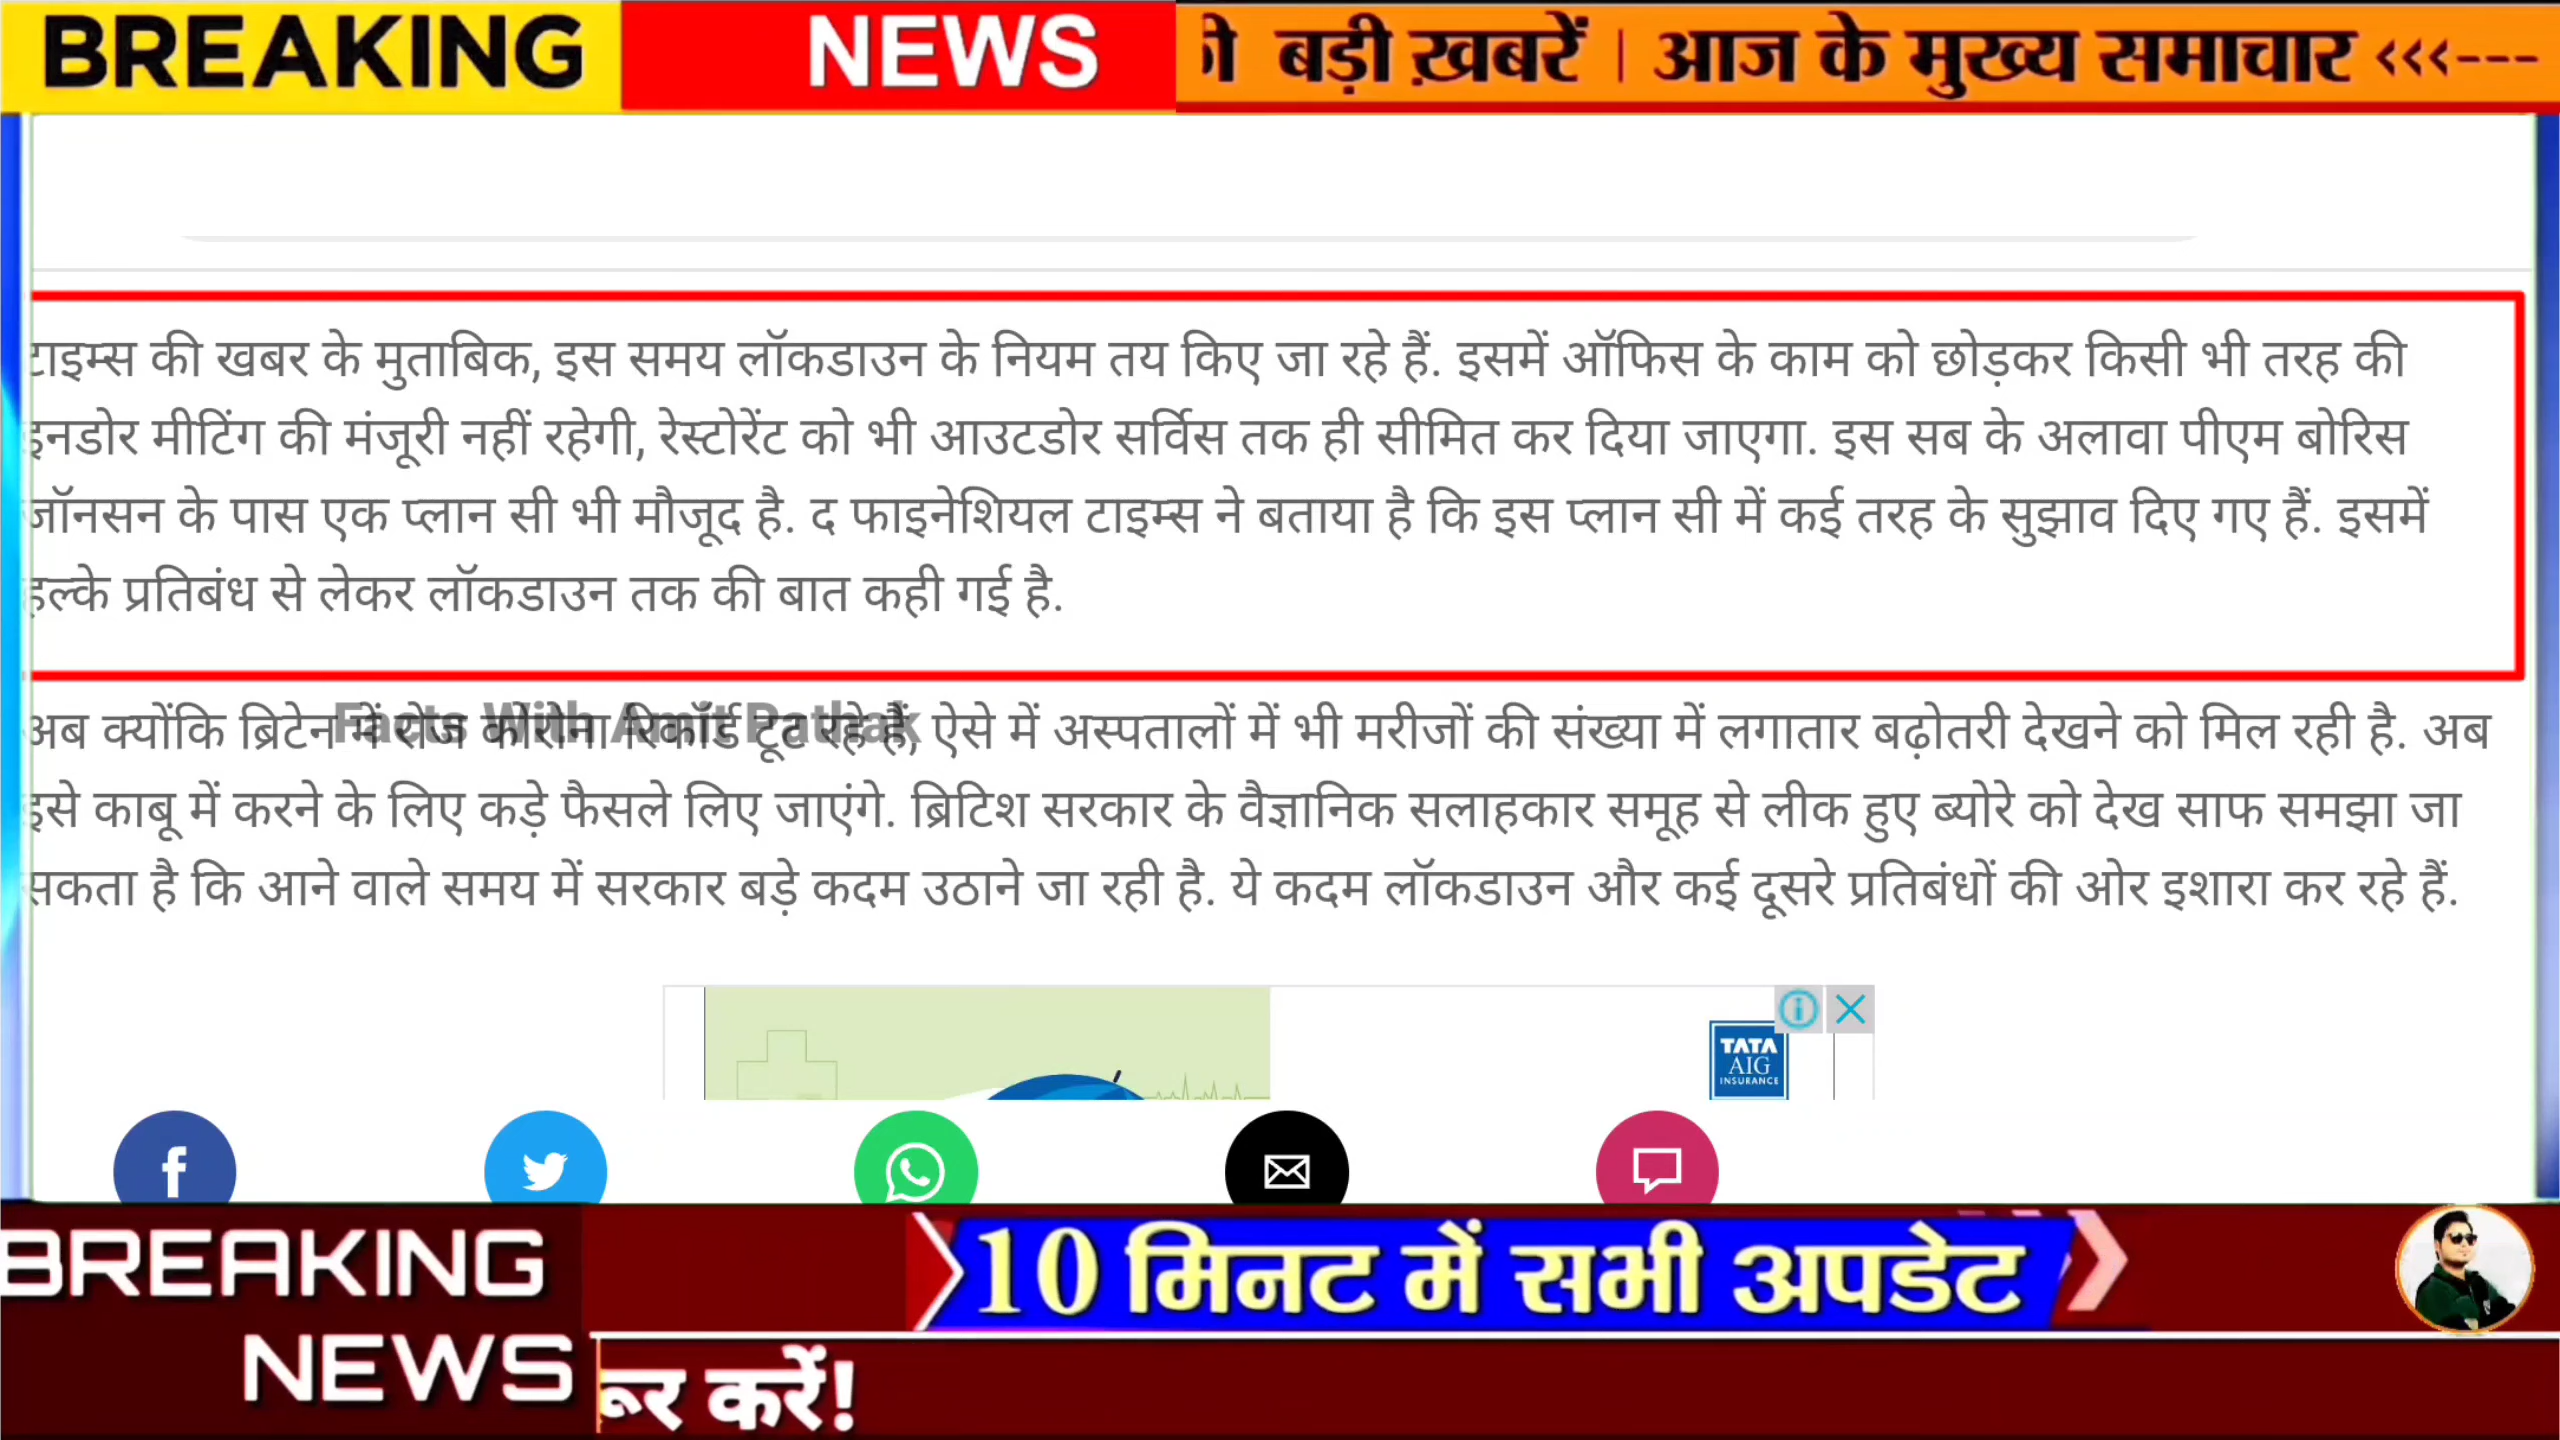 BREAKING NEWS
की बड़ी ख़बरें | आज के मुख्य समाचार <<<---
टाइम्स की खबर के मुताबिक, इस समय लॉकडाउन के नियम तय किए जा रहे हैं. इसमें ऑफिस के काम को छोड़कर किसी भी तरह की
इनडोर मीटिंग की मंजूरी नहीं रहेगी, रेस्टोरेंट को भी आउटडोर सर्विस तक ही सीमित कर दिया जाएगा. इस सब के अलावा पीएम बोरिस
जॉनसन के पास एक प्लान सी भी मौजूद है. द फाइनेशियल टाइम्स ने बताया है कि इस प्लान सी में कई तरह के सुझाव दिए गए हैं. इसमें
हल्के प्रतिबंध से लेकर लॉकडाउन तक की बात कही गई है.
Facts With Amit Pathak
अब क्योंकि ब्रिटेन में रोज कोरोना रिकॉर्ड टूट रहे हैं, ऐसे में अस्पतालों में भी मरीजों की संख्या में लगातार बढ़ोतरी देखने को मिल रही है. अब
इसे काबू में करने के लिए कड़े फैसले लिए जाएंगे. ब्रिटिश सरकार के वैज्ञानिक सलाहकार समूह से लीक हुए ब्योरे को देख साफ समझा जा
सकता है कि आने वाले समय में सरकार बड़े कदम उठाने जा रही है. ये कदम लॉकडाउन और कई दूसरे प्रतिबंधों की ओर इशारा कर रहे हैं.
TATA
AIG
INSURANCE
BREAKING
NEWS
10 मिनट में सभी अपडेट
रूर करें!